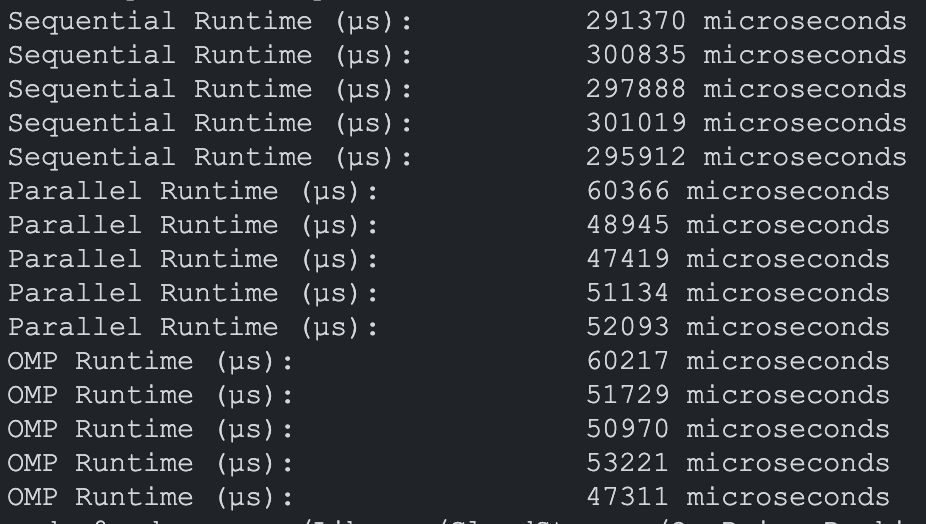 Sequential Runtime (µs): 291370 microseconds
Sequential Runtime (µs): 300835 microseconds
Sequential Runtime (µs): 297888 microseconds
Sequential Runtime (µs): 301019 microseconds
Sequential Runtime (µs): 295912 microseconds
Parallel Runtime (µs): 60366 microseconds
Parallel Runtime (µs): 48945 microseconds
Parallel Runtime (µs): 47419 microseconds
Parallel Runtime (µs): 51134 microseconds
Parallel Runtime (µs): 52093 microseconds
OMP Runtime (µs): 60217 microseconds
OMP Runtime (µs): 51729 microseconds
OMP Runtime (µs): 50970 microseconds
OMP Runtime (µs): 53221 microseconds
OMP Runtime (µs): 47311 microseconds